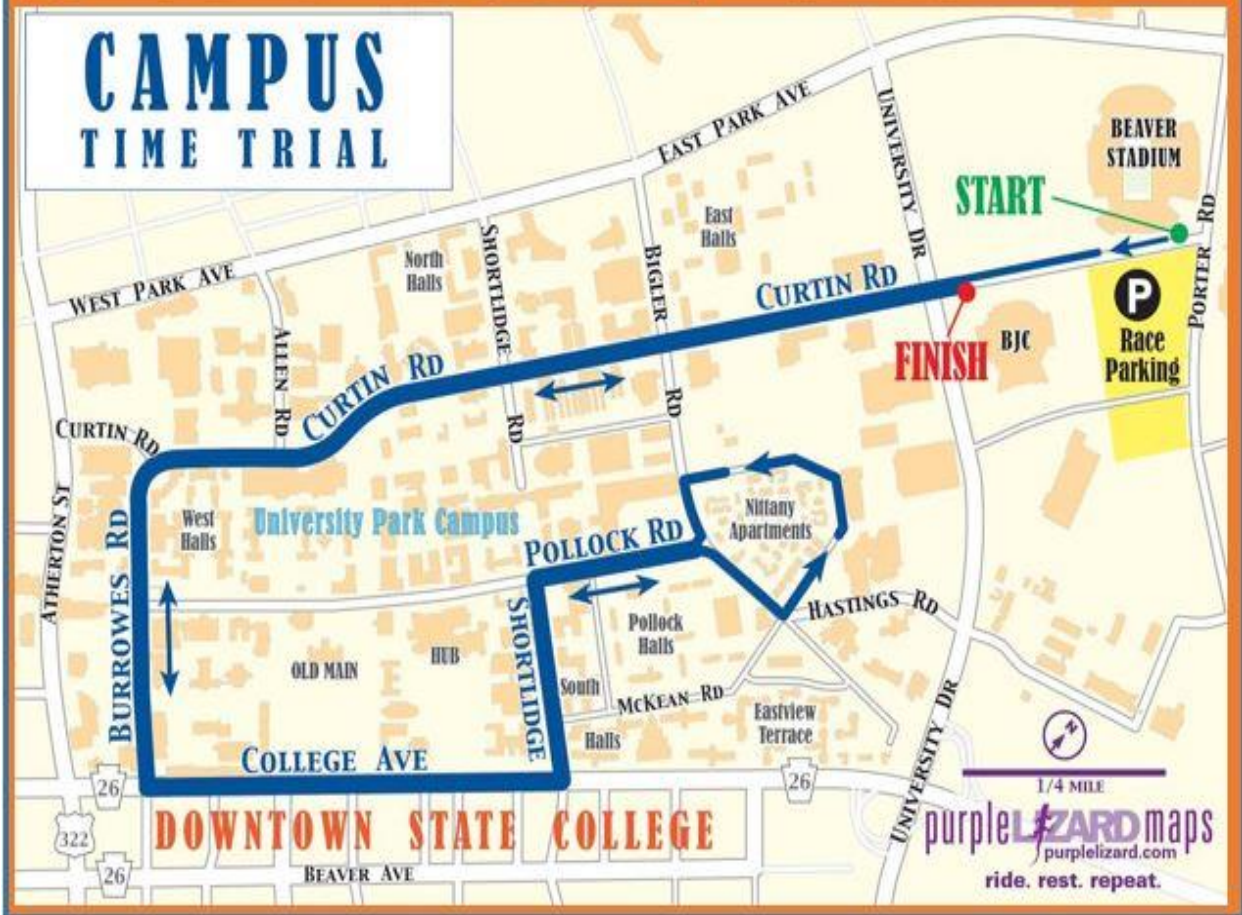 CAMPUS
TIME TRIAL
EAST PARK AVE
UNIVERSITY DR
BEAVER
STADIUM
START
PORTER RD
East
Halls
SHORTLIDGE
RD
North
Halls
BIGLER
RD
WEST PARK AVE
CURTIN RD
P
Race
Parking
BJC
FINISH
ALLEN RD
CURTIN RD
CURTIN RD
ATHERTON ST
West
Halls
University Park Campus
Nittany
Apartments
BURROWES RD
POLLOCK RD
HASTINGS RD
SHORTLIDGE
Pollock
Halls
OLD MAIN
HUB
South
Halls
MCKEAN RD
Eastview
Terrace
UNIVERSITY DR
N
COLLEGE AVE
26
26
1/4 MILE
322
DOWNTOWN STATE COLLEGE
purpleLIZARD maps
purplelizard.com
26
BEAVER AVE
ride. rest. repeat.